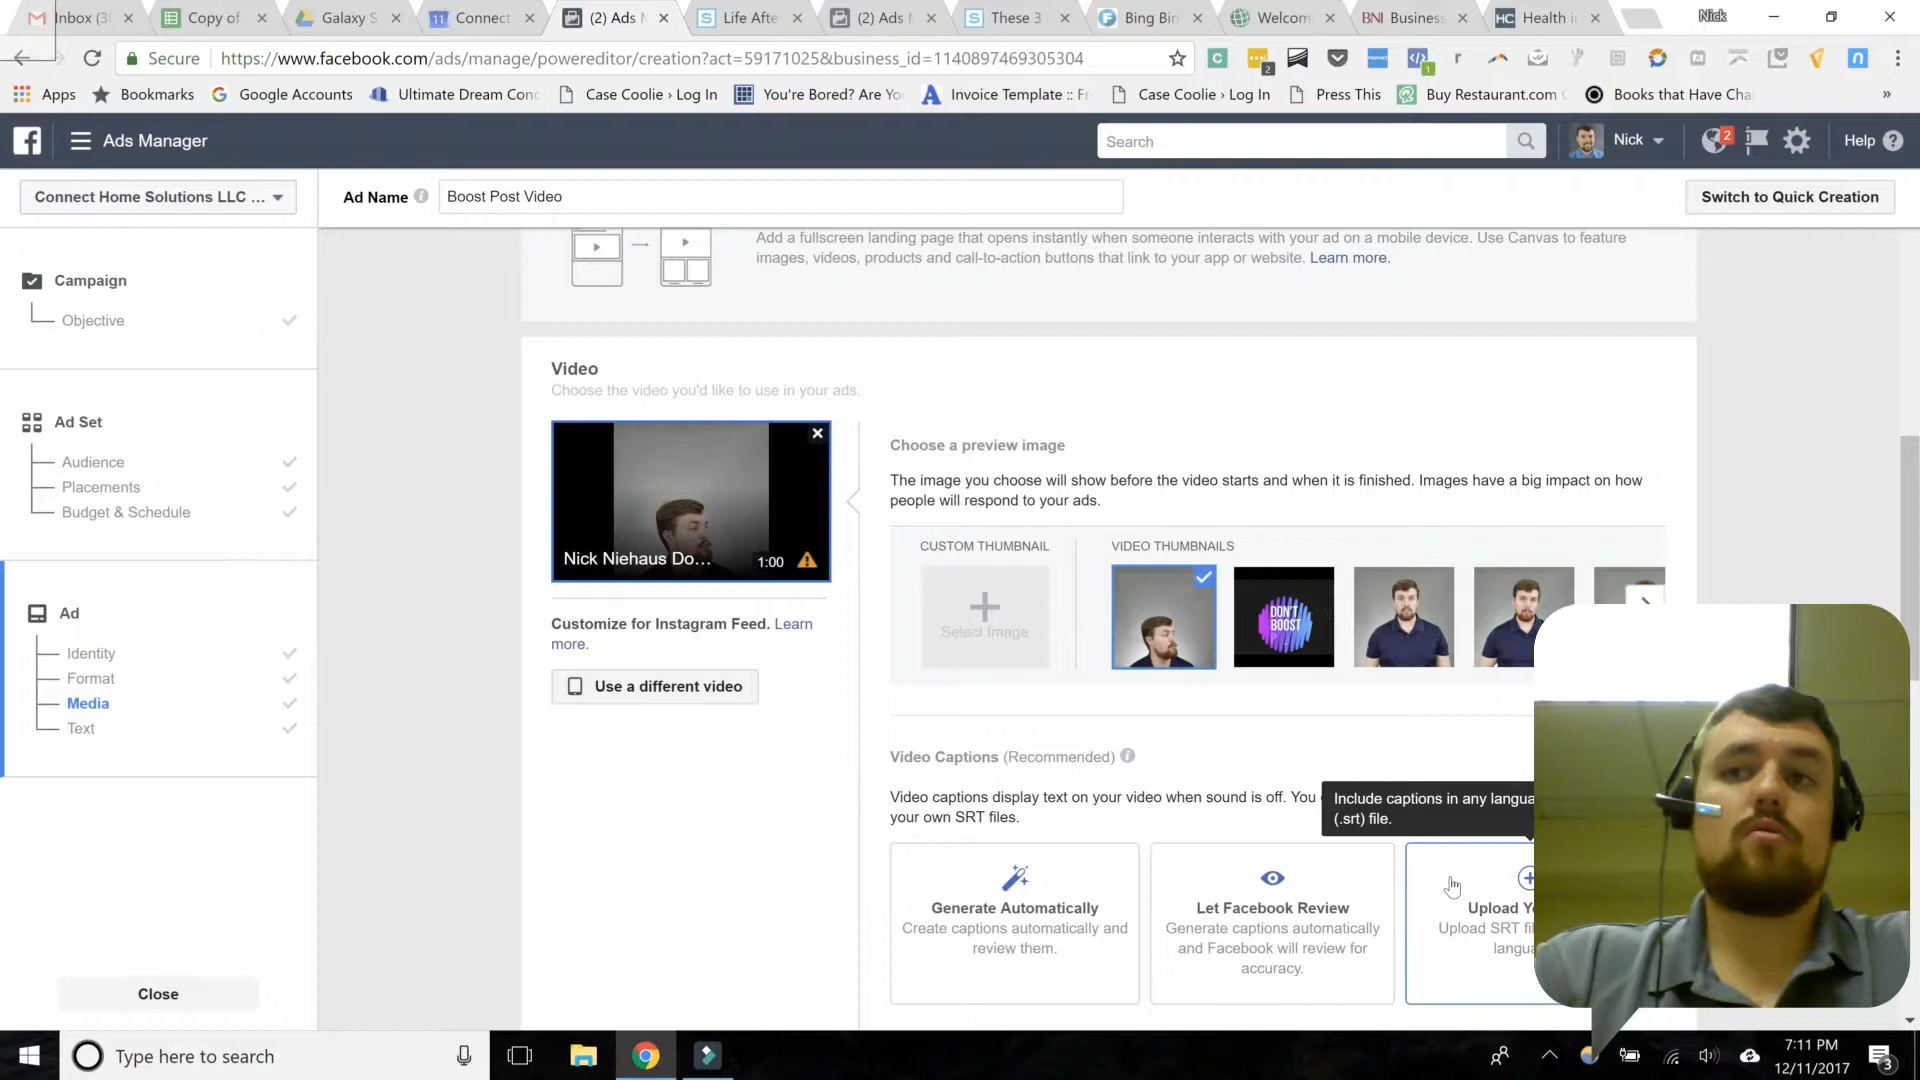 Inbox (3
Copy of
Galaxy S
Connect
(2) Ads M
Life Afte
(2) Ads
These 3
Bing Bin
Welcom
BNI Business
Health i
Nick
Secure
https://www.facebook.com/ads/manage/powereditor/creation?act=59171025&business_id=1140897469305304
Apps
Bookmarks
Google Accounts
Ultimate Dream Con
Case Coolie › Log In
You're Bored? Are Yo
Invoice Template :: Fr
Case Coolie › Log In
Press This
Buy Restaurant.com
Books that Have Cha
»
Ads Manager
Search
Nick
2
Help
Connect Home Solutions LLC ...
Ad Name
Boost Post Video
Switch to Quick Creation
Add a fullscreen landing page that opens instantly when someone interacts with your ad on a mobile device. Use Canvas to feature
images, videos, products and call-to-action buttons that link to your app or website. Learn more.
Campaign
Objective
Ad Set
Audience
Placements
Budget & Schedule
Ad
Identity
Format
Media
Text
Close
Video
Choose the video you'd like to use in your ads.
Nick Niehaus Do...
1:00
Customize for Instagram Feed. Learn
more.
Use a different video
Choose a preview image
The image you choose will show before the video starts and when it is finished. Images have a big impact on how
people will respond to your ads.
CUSTOM THUMBNAIL
VIDEO THUMBNAILS
Select Image
DON'T
BOOST
P
Video Captions (Recommended)
Video captions display text on your video when sound is off. You
your own SRT files.
Include captions in any langua
(.srt) file.
Generate Automatically
Create captions automatically and
review them.
Let Facebook Review
Generate captions automatically
and Facebook will review for
accuracy.
Upload Y
Upload SRT fil
langua
Type here to search
7:11 PM
12/11/2017
3